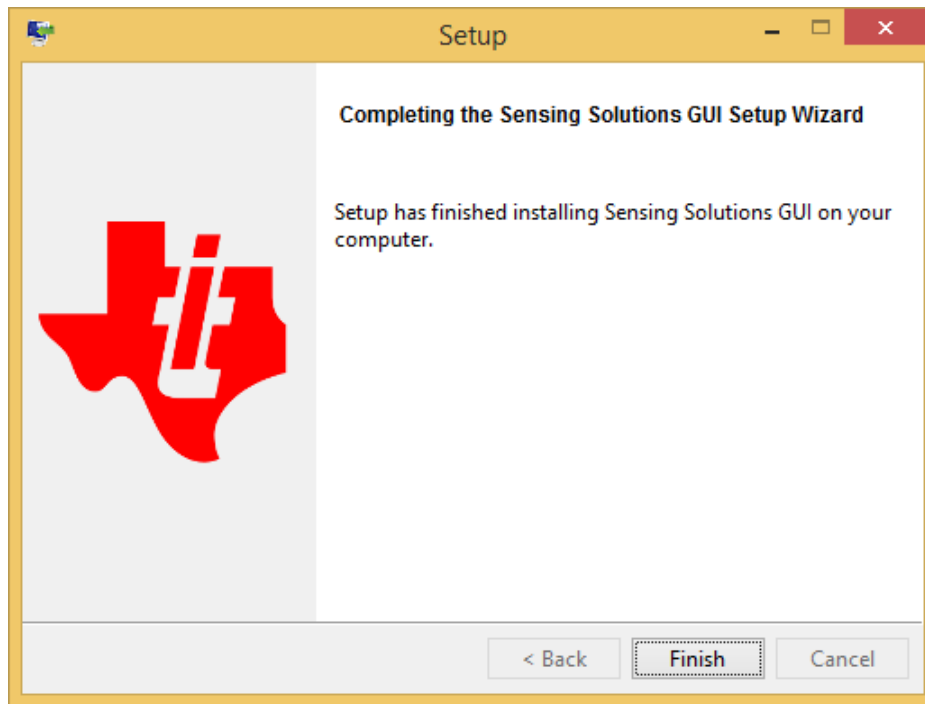 Setup
Completing the Sensing Solutions GUI Setup Wizard
Setup has finished installing Sensing Solutions GUI on your
computer.
ti
< Back
Finish
Cancel